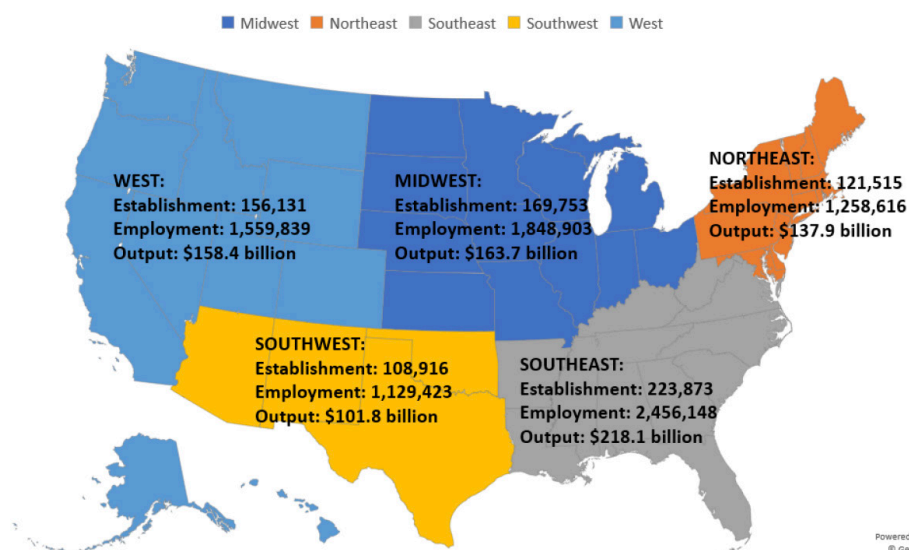 Midwest Northeast Southeast Southwest West
WEST:
Establishment: 156,131
Employment: 1,559,839
Output: $158.4 billion
MIDWEST:
Establishment: 169,753
Employment: 1,848,903
Output: $163.7 billion
NORTHEAST:
Establishment: 121,515
Employment: 1,258,616
Output: $137.9 billion
SOUTHWEST:
Establishment: 108,916
Employment: 1,129,423
Output: $101.8 billion
SOUTHEAST:
Establishment: 223,873
Employment: 2,456,148
Output: $218.1 billion
Powered